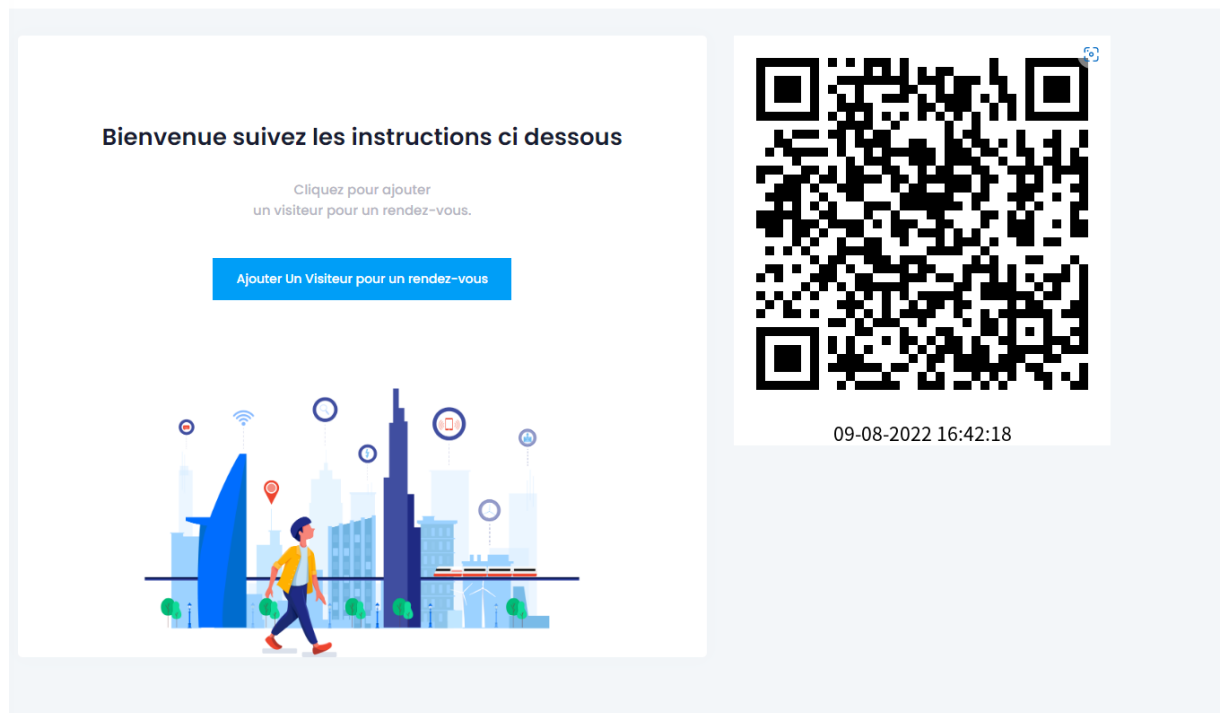 Bienvenue suivez les instructions ci dessous
Cliquez pour ajouter
un visiteur pour un rendez-vous.
Ajouter Un Visiteur pour un rendez-vous
09-08-2022 16:42:18